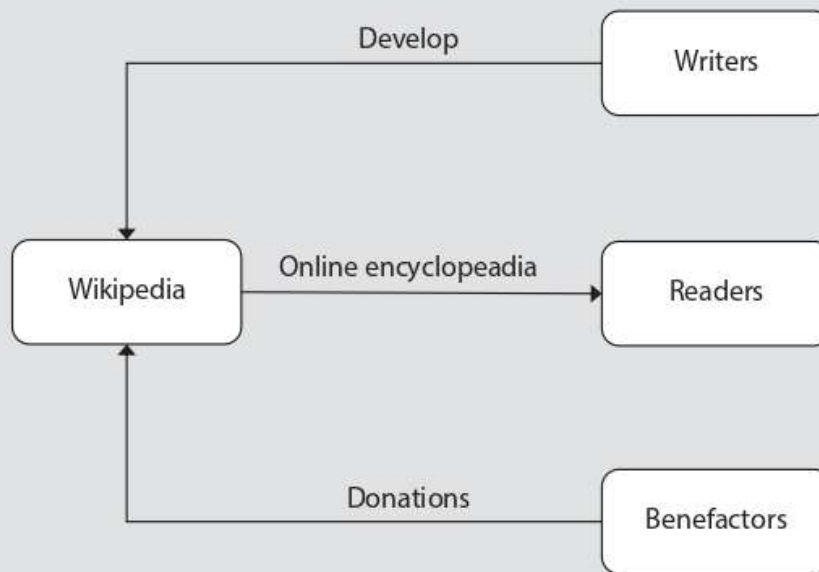 Develop
Writers
Wikipedia
Online encyclopeadia
Readers
Donations
Benefactors